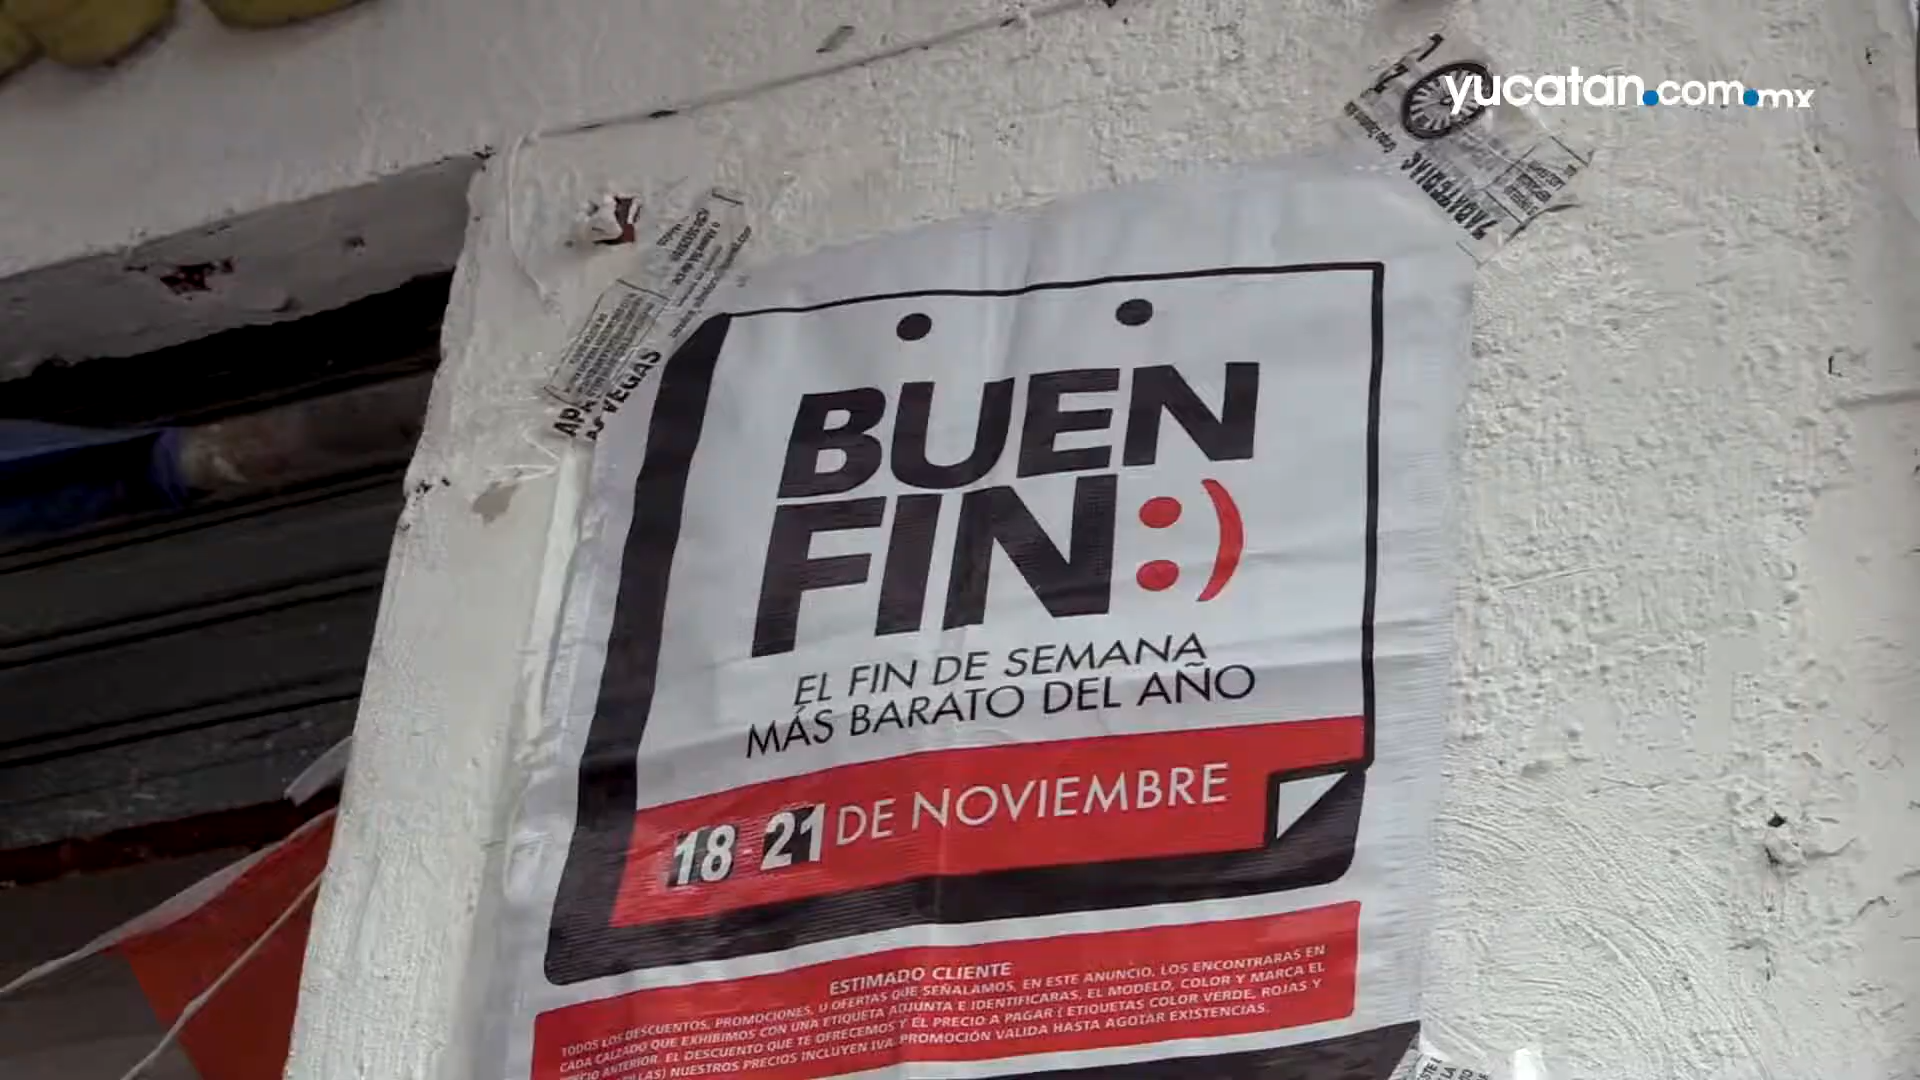 yucatan.com.mx
BUEN
FIN:)
EL FIN DE SEMANA
MÁS BARATO DEL AÑO
18-21 DE NOVIEMBRE
ESTIMADO CLIENTE
TODOS LOS DESCUENTOS, PROMOCIONES, U OFERTAS QUE SEÑALAMOS, EN ESTE ANUNCIO, LOS ENCONTRARAS EN
CADA CALZADO QUE EXHIBIMOS CON UNA ETIQUETA ADJUNTA E IDENTIFICARAS, EL MODELO, COLOR Y MARCA EL
PRECIO ANTERIOR, EL DESCUENTO QUE TE OFRECEMOS Y EL PRECIO A PAGAR ( ETIQUETAS COLOR VERDE, ROJAS Y
NUESTROS PRECIOS INCLUYEN IVA. PROMOCIÓN VALIDA HASTA AGOTAR EXISTENCIAS.